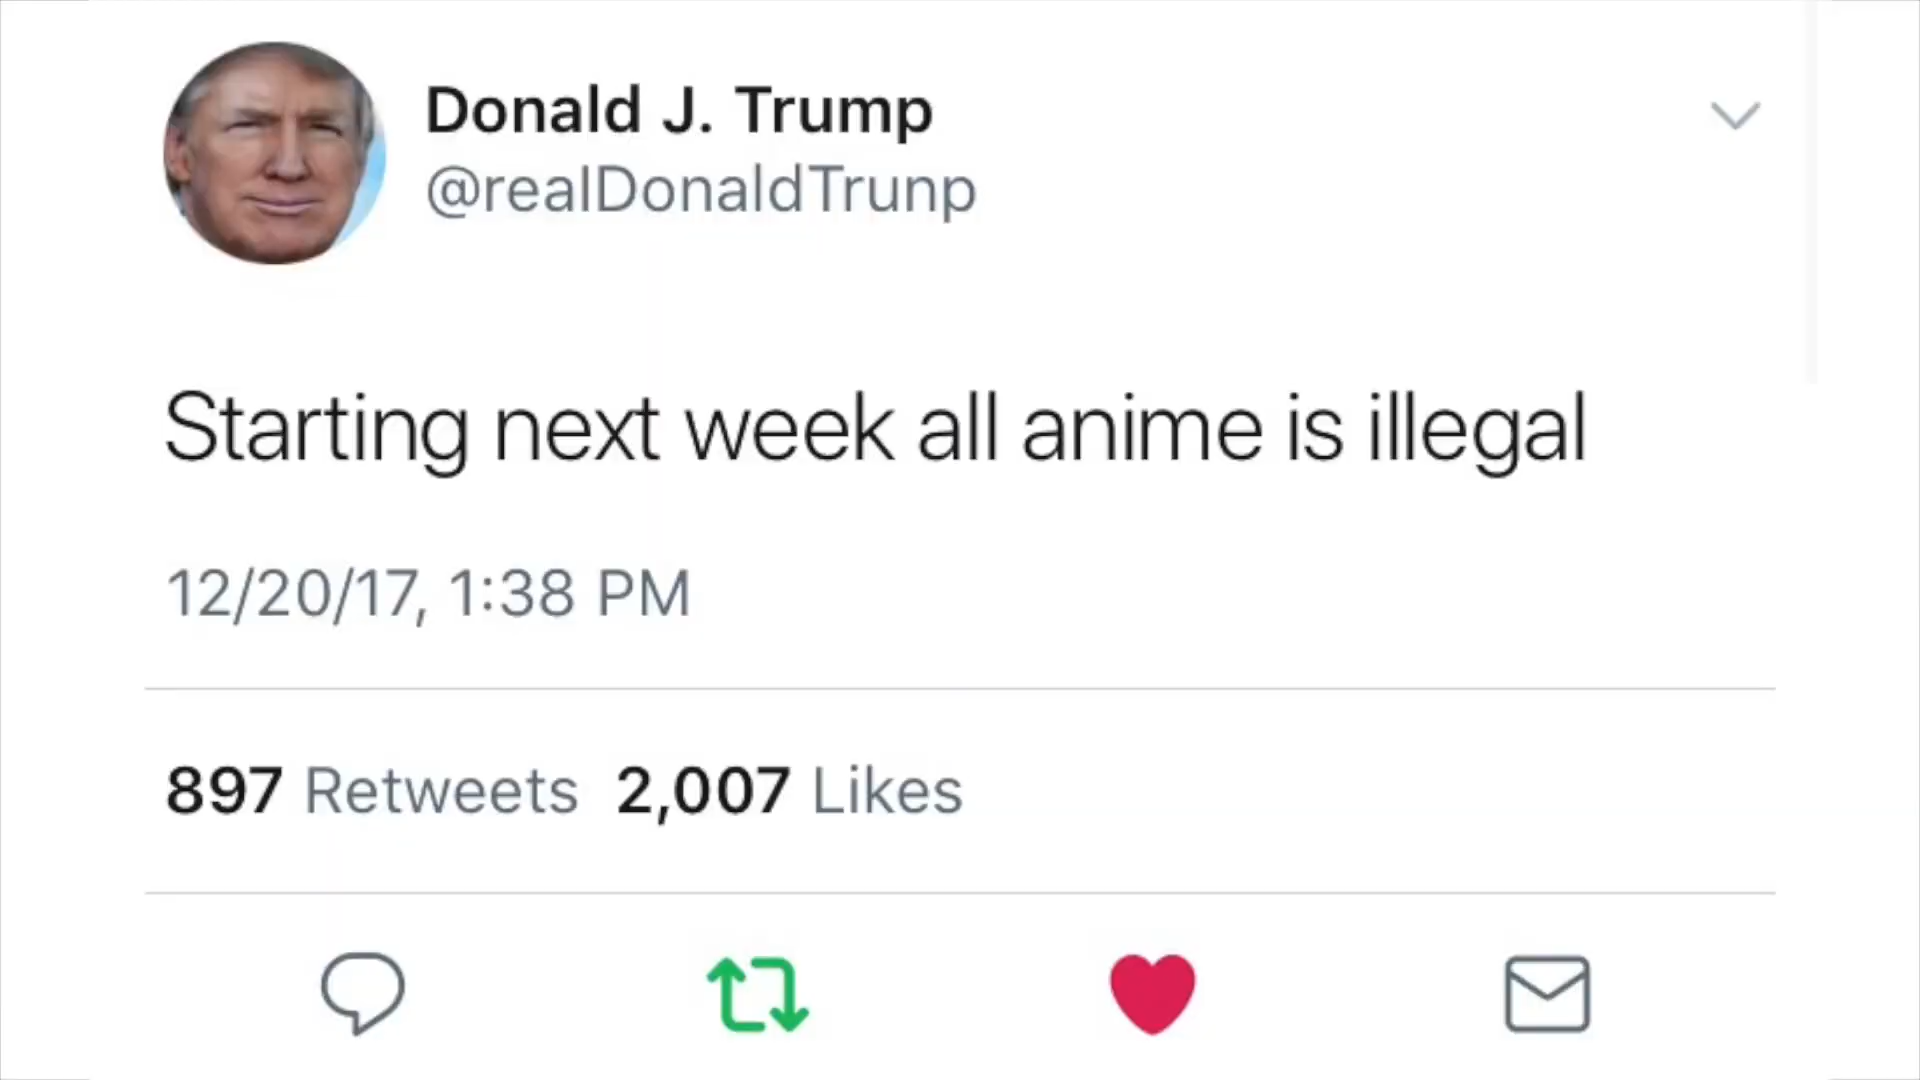 Donald J. Trump
@realDonaldTrunp
Starting next week all anime is illegal
12/20/17, 1:38 PM
897 Retweets 2,007 Likes